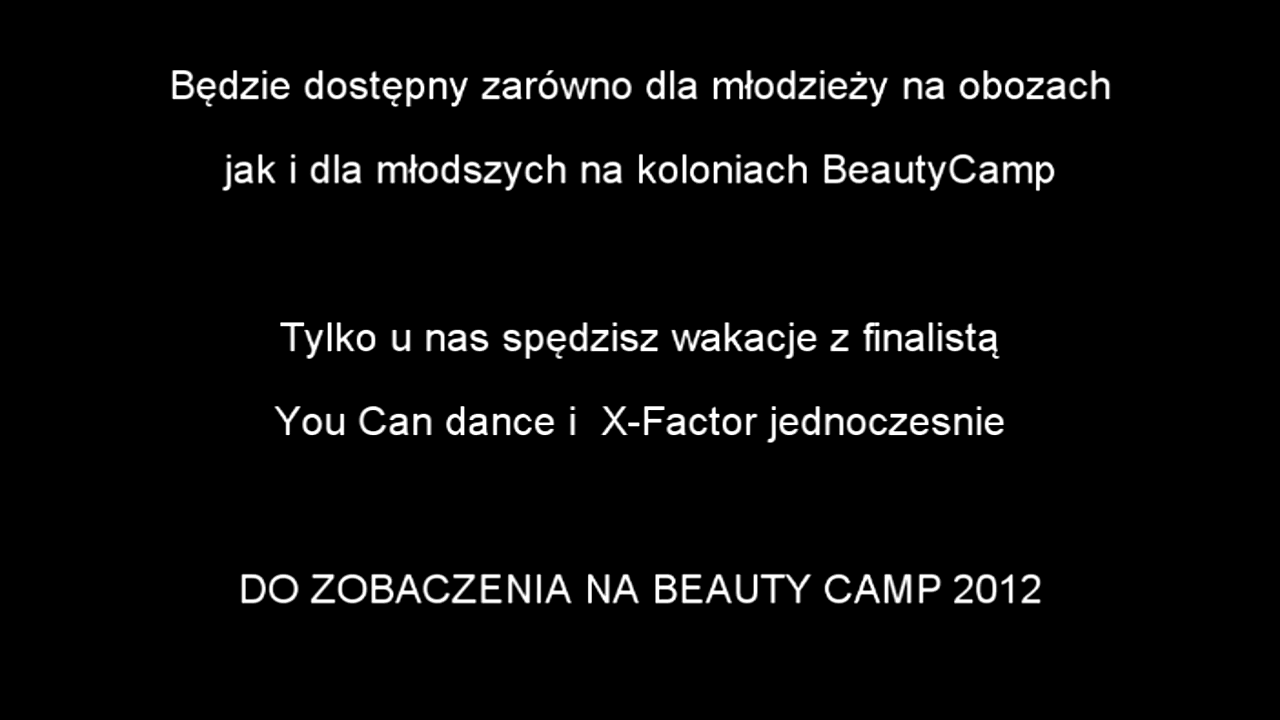 Będzie dostępny zarówno dla młodzieży na obozach
jak i dla młodszych na koloniach BeautyCamp
Tylko u nas spędzisz wakacje z finalistą
You Can dance i  X-Factor jednoczesnie
DO ZOBACZENIA NA BEAUTY CAMP 2012